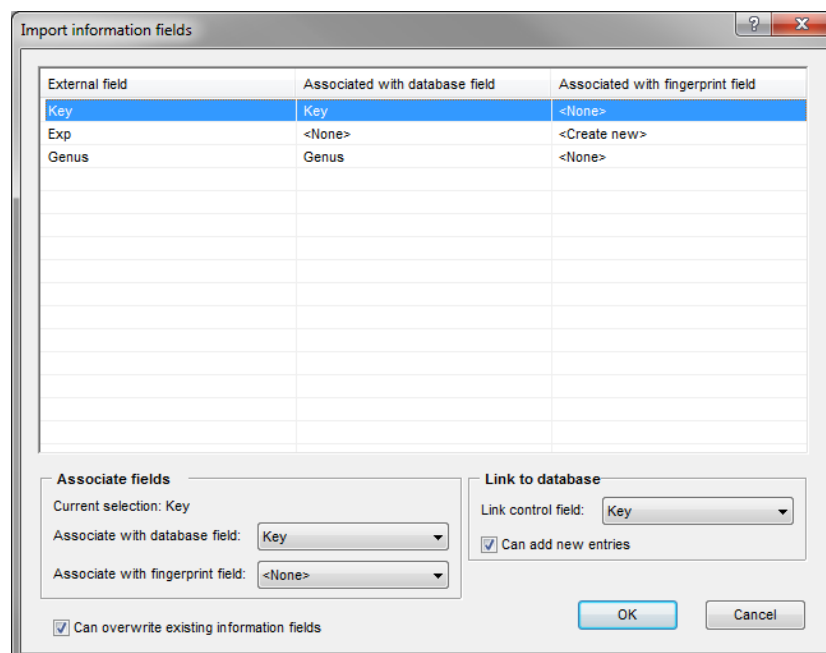 Import information fields
External field Associated with database field Associated with fingerprint field
Key Key <None>
Exp <None> <Create new>
Genus Genus <None>
Associate fields
Current selection: Key
Associate with database field: Key
Associate with fingerprint field: <None>
Link to database
Link control field: Key
Can add new entries
Can overwrite existing information fields
OK Cancel